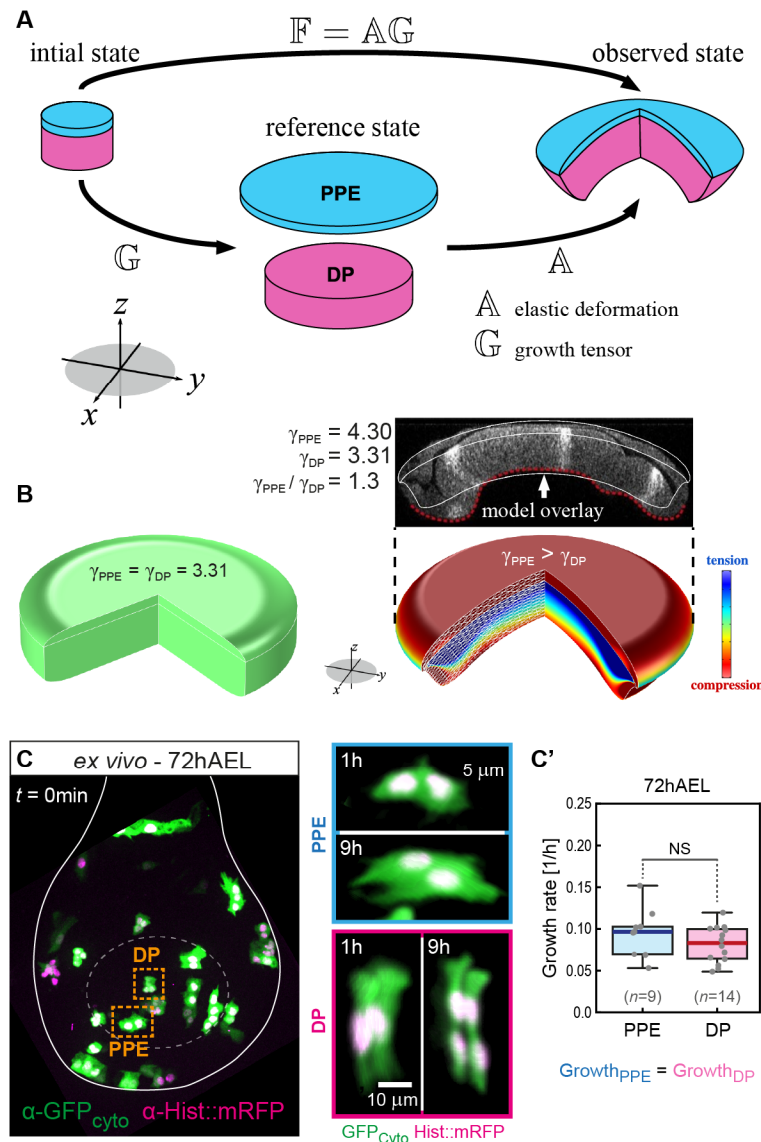 A
𝔽 = 𝔸𝔾
intial state
observed state
reference state
PPE
DP
𝔾
𝔸
𝔸 elastic deformation
𝔾 growth tensor
z
y
x
γPPE = 4.30
γDP = 3.31
γPPE / γDP = 1.3
model overlay
B
γPPE = γDP = 3.31
γPPE > γDP
tension
compression
z
y
x
C
ex vivo - 72hAEL
t = 0min
DP
PPE
α-GFPcyto α-Hist::mRFP
PPE
1h
5 μm
9h
DP
1h
9h
10 μm
GFPCyto Hist::mRFP
C’
72hAEL
Growth rate [1/h]
0.25
0.20
0.15
0.10
0.05
0.00
NS
(n=9)
(n=14)
PPE
DP
GrowthPPE = GrowthDP